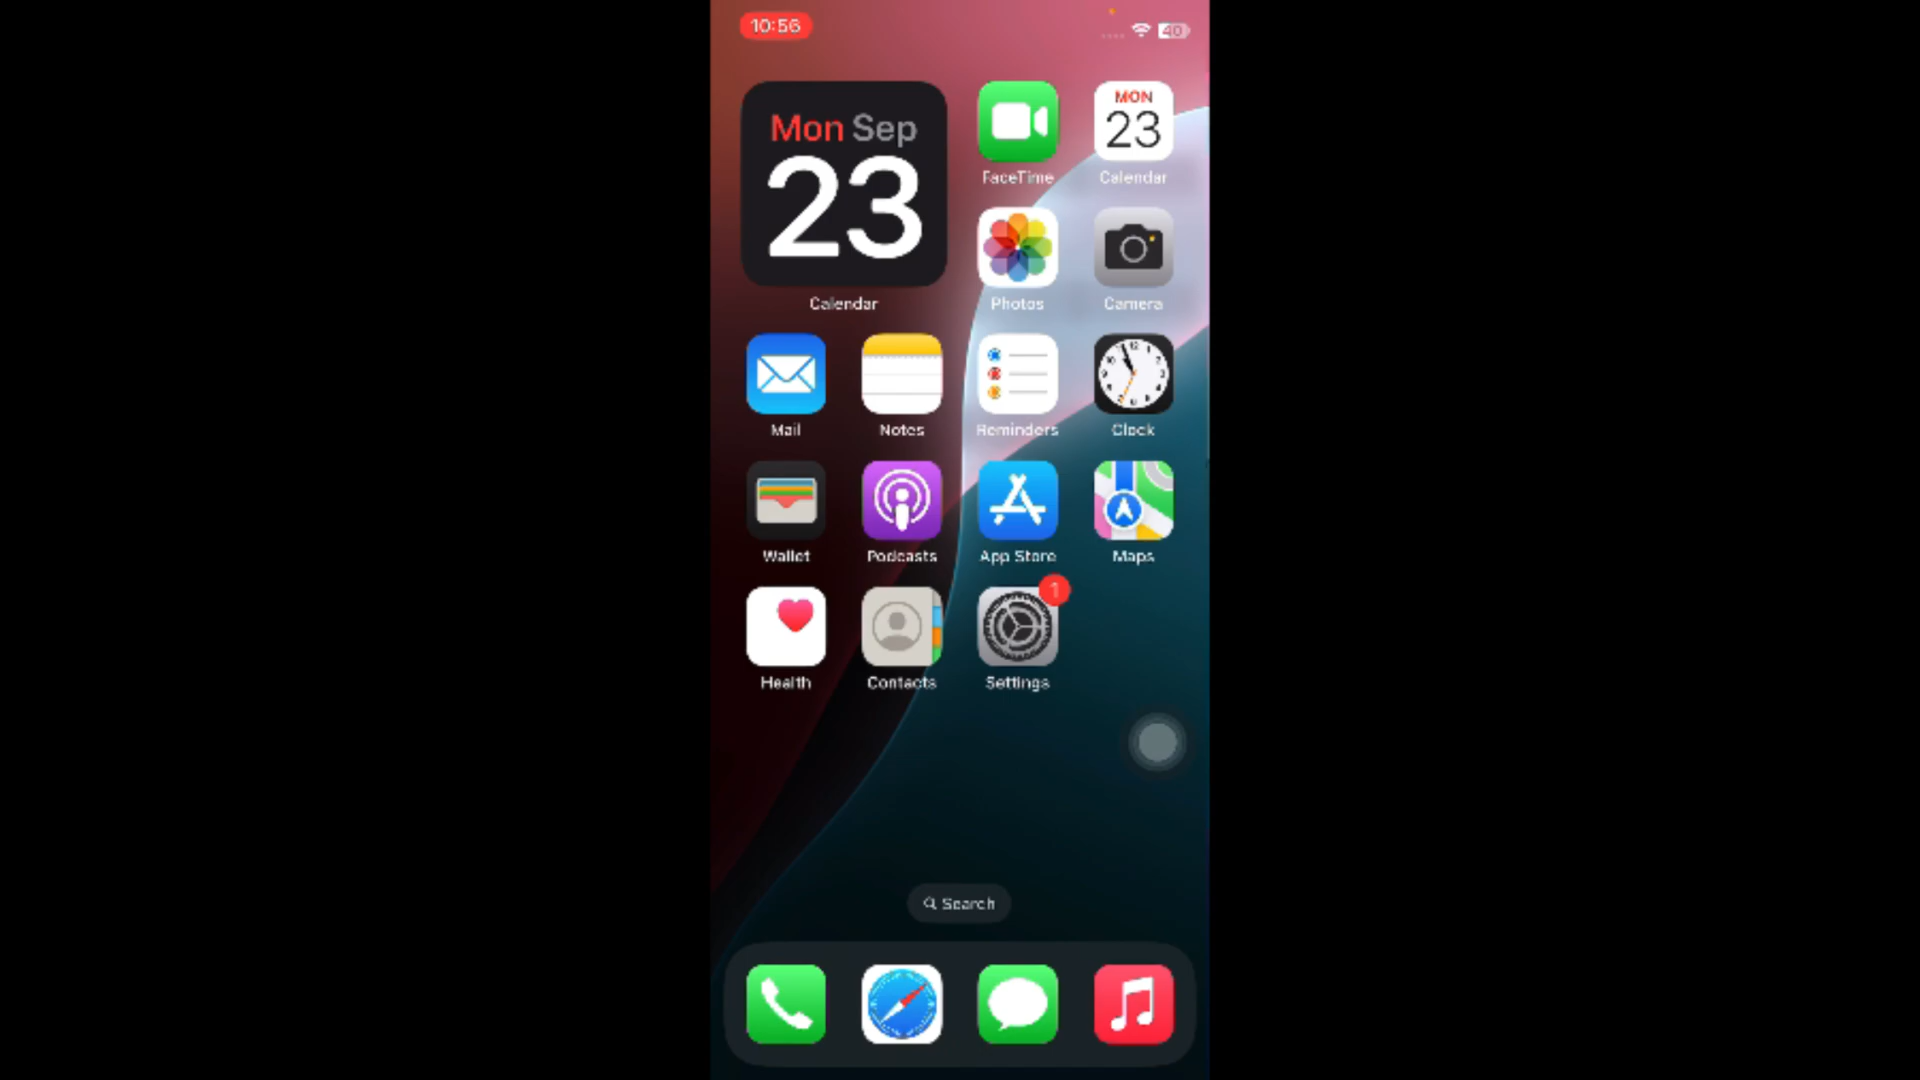 10:56
40
Mon Sep
23
Calendar
FaceTime
MON
23
Calendar
Photos
Camera
Mail
Notes
Reminders
Clock
Wallet
Podcasts
App Store
Maps
1
Health
Contacts
Settings
Search